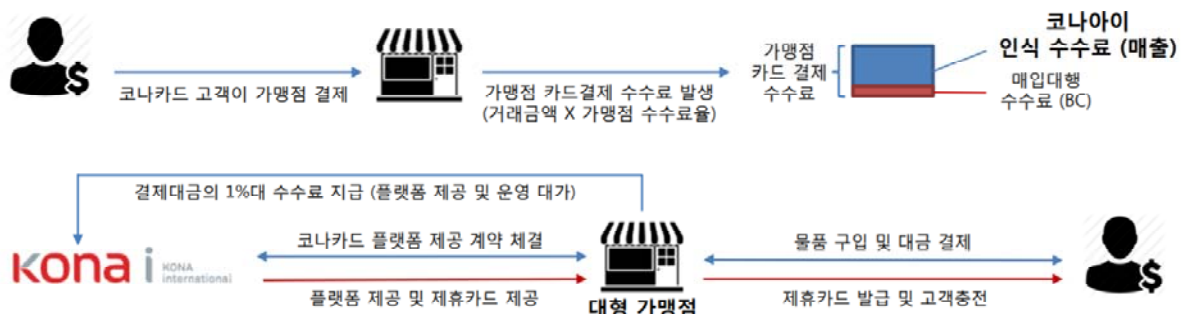 코나카드 고객이 가맹점 결제
가맹점 카드결제 수수료 발생
(거래금액 X 가맹점 수수료율)
가맹점
카드 결제
수수료
코나아이
인식 수수료 (매출)
매입대행
수수료 (BC)
결제대금의 1%대 수수료 지급 (플랫폼 제공 및 운영 대가)
kona i KONA
international
코나카드 플랫폼 제공 계약 체결
플랫폼 제공 및 제휴카드 제공
대형 가맹점
물품 구입 및 대금 결제
제휴카드 발급 및 고객충전